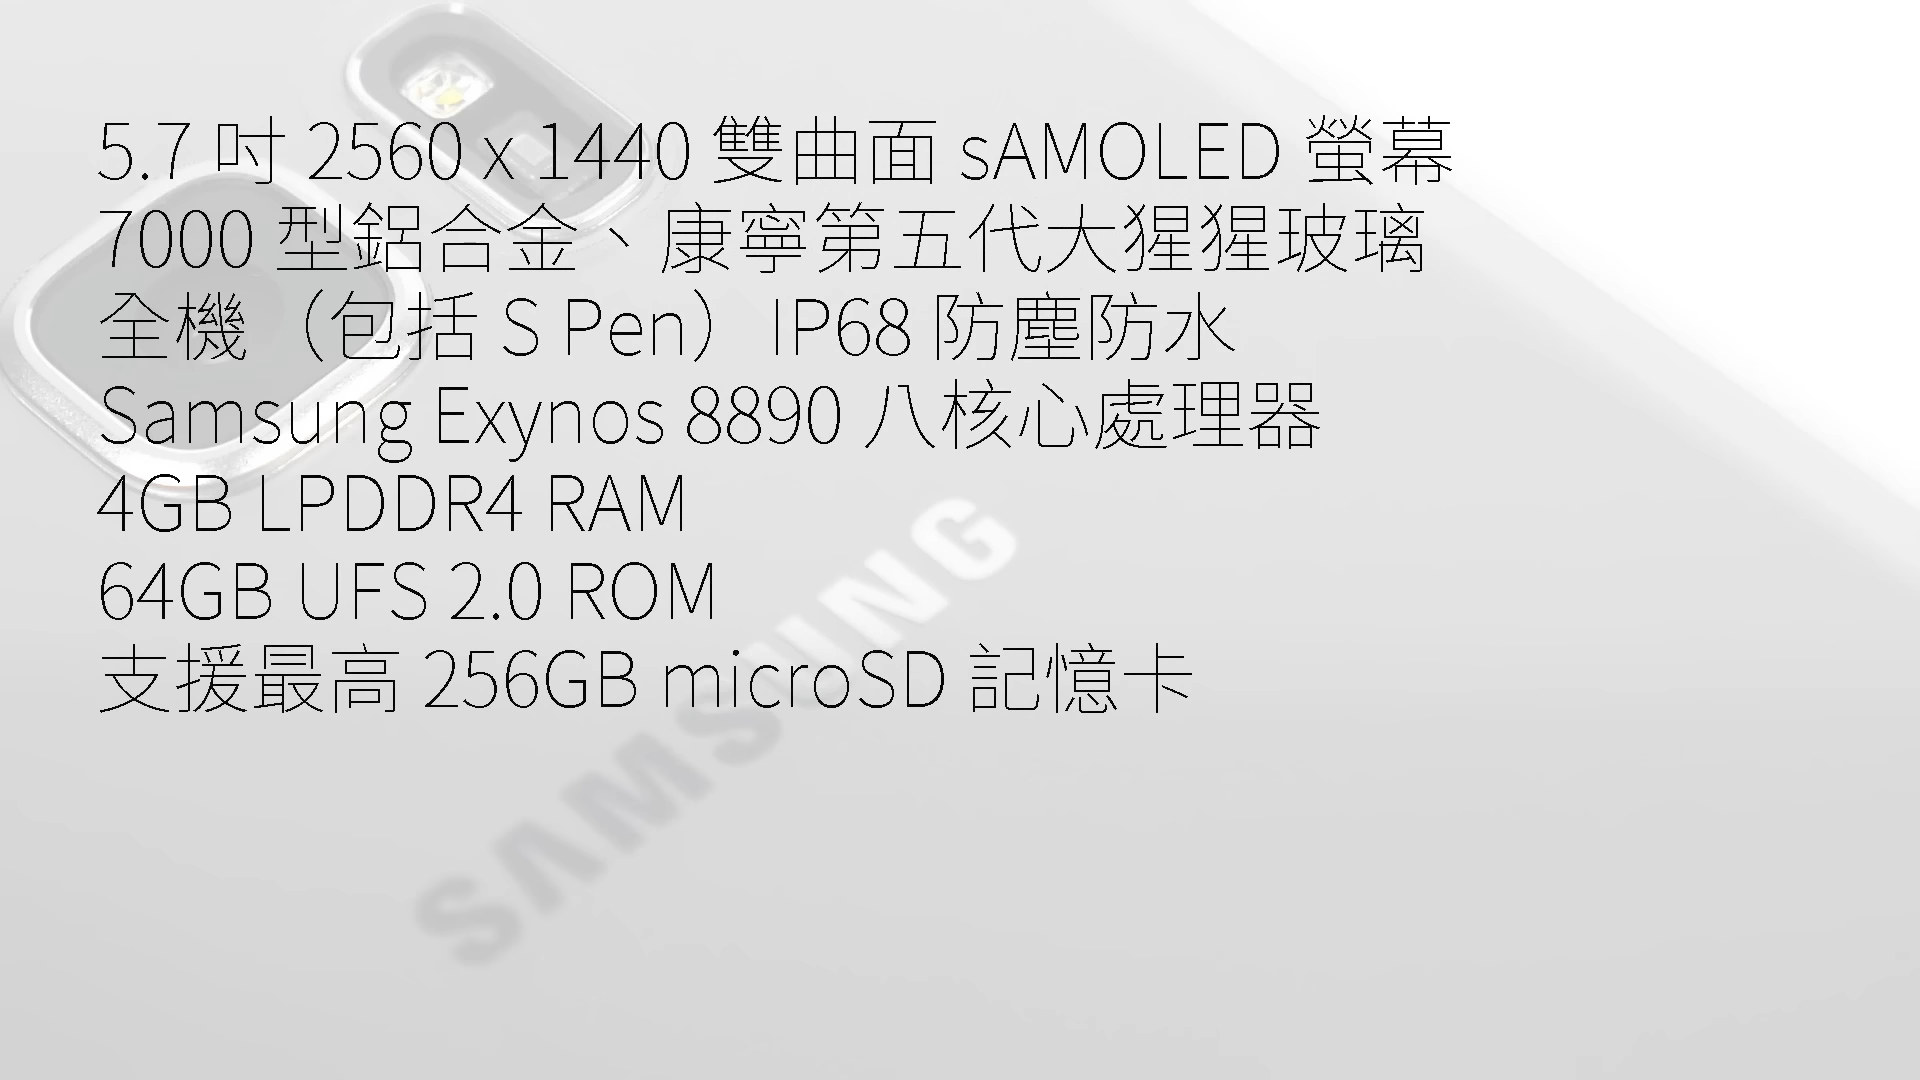 5.7 吋 2560 x 1440 雙曲面 sAMOLED 螢幕
7000 型鋁合金、康寧第五代大猩猩玻璃
全機（包括 S Pen）IP68 防塵防水
Samsung Exynos 8890 八核心處理器
4GB LPDDR4 RAM
64GB UFS 2.0 ROM
支援最高 256GB microSD 記憶卡
SAMSUNG